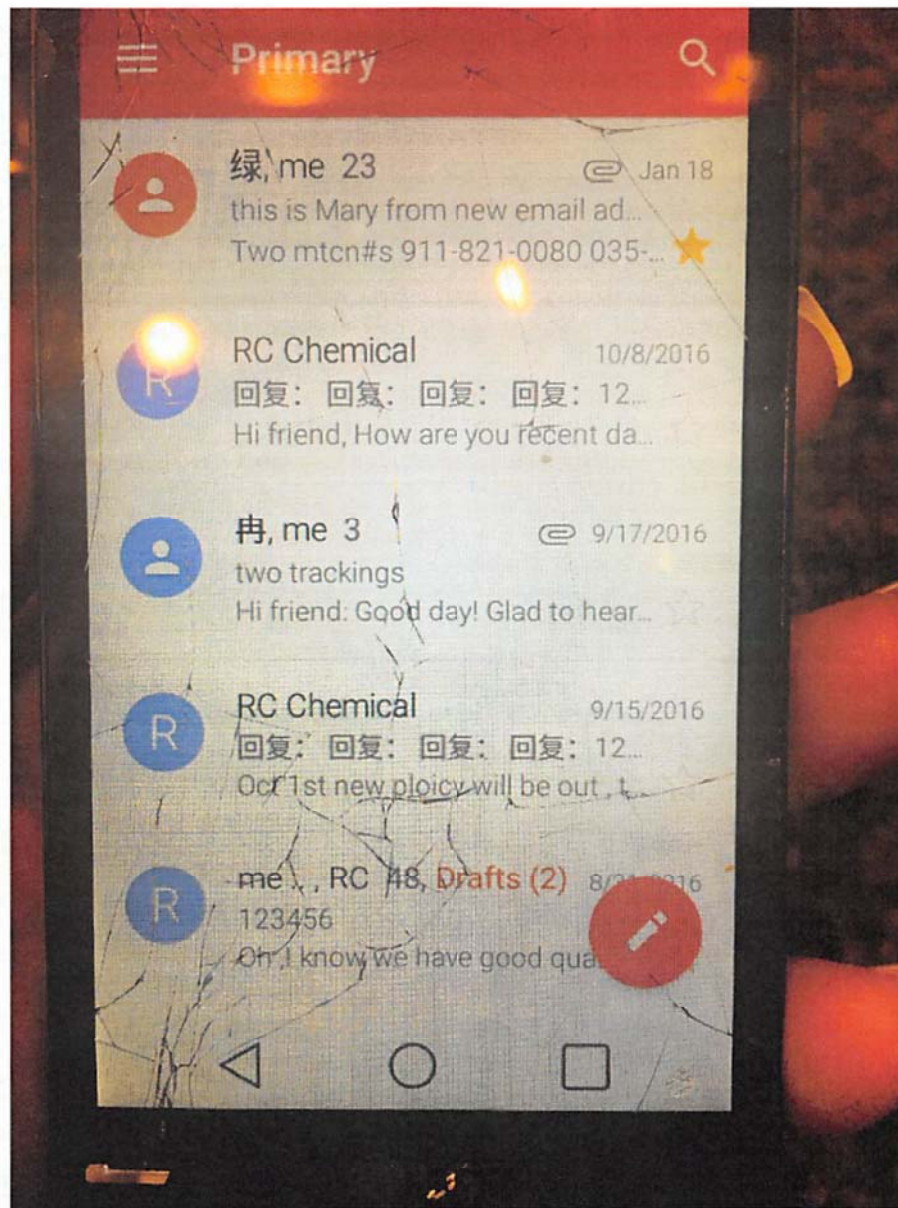 Primary
绿, me 23 Jan 18
this is Mary from new email ad...
Two mtcn#s 911-821-0080 035-...
RC Chemical 10/8/2016
R
回复： 回复： 回复： 回复： 12...
Hi friend, How are you recent da...
冉, me 3 9/17/2016
two trackings
Hi friend: Good day! Glad to hear...
RC Chemical 9/15/2016
R
回复： 回复： 回复： 回复： 12...
Oct 1st new ploicy will be out , t...
me .. , RC 48, Drafts (2)
R
123456
Oh ,I know we have good qua